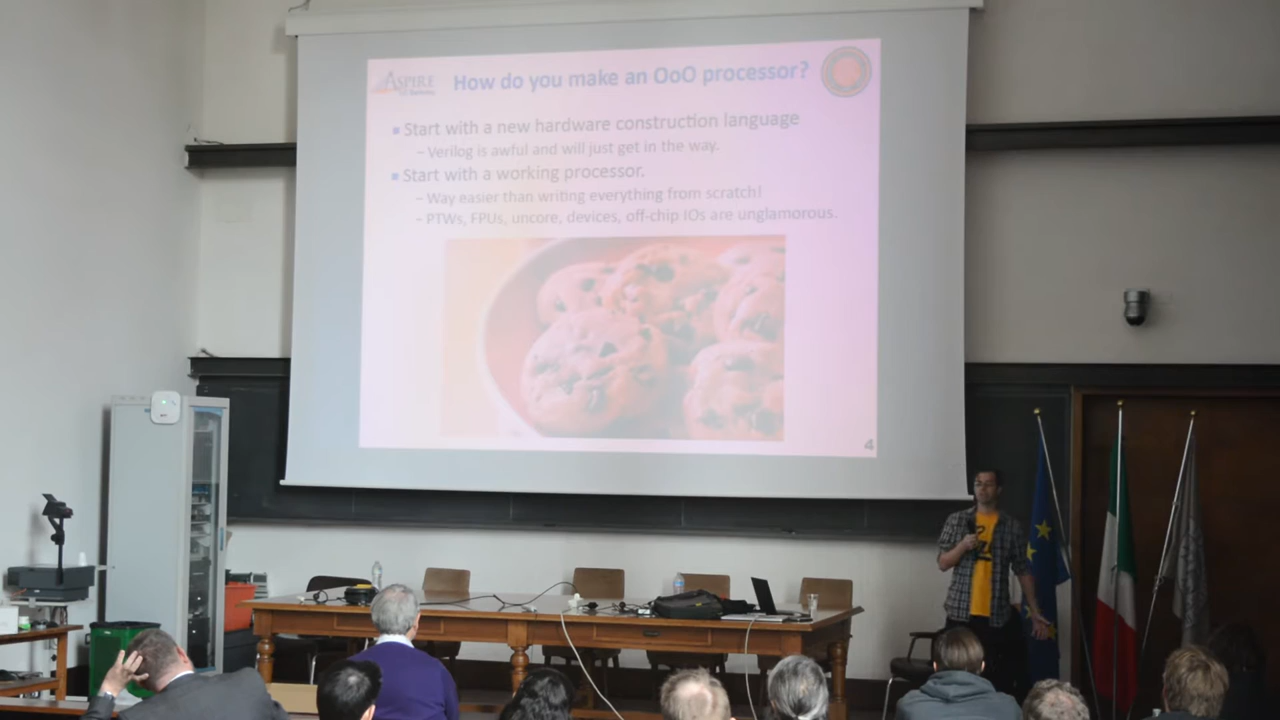 ASPIRE
How do you make an OoO processor?
Start with a new hardware construction language
– Verilog is awful and will just get in the way.
Start with a working processor.
– Way easier than writing everything from scratch!
– PTWs, FPUs, uncore, devices, off-chip IOs are unglamorous.
4